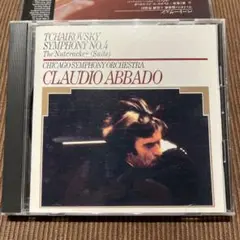 TCHAIKOVSKY
SYMPHONY NO.4
The Nutcracker (Suite)
CHICAGO SYMPHONY ORCHESTRA
CLAUDIO ABBADO